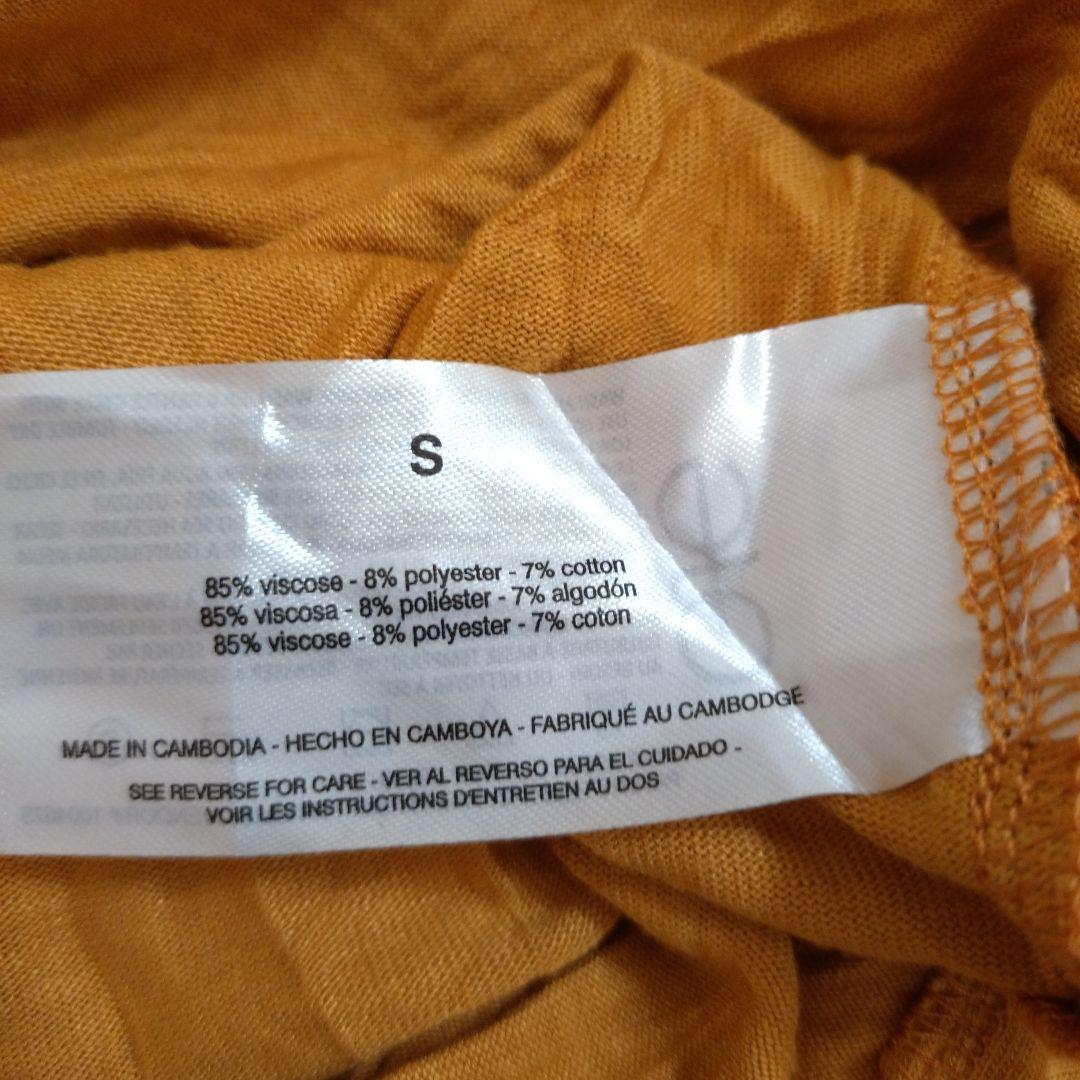 S
85% viscose - 8% polyester - 7% cotton
85% viscosa - 8% poliéster - 7% algodón
85% viscose - 8% polyester - 7% coton
MADE IN CAMBODIA - HECHO EN CAMBOYA - FABRIQUÉ AU CAMBODGE
SEE REVERSE FOR CARE - VER AL REVERSO PARA EL CUIDADO -
VOIR LES INSTRUCTIONS D'ENTRETIEN AU DOS